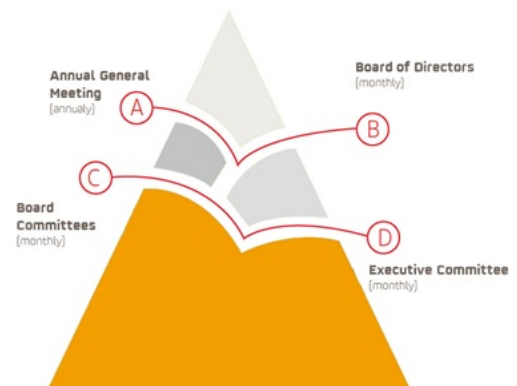 Annual General
Meeting
(annualy)
A
Board of Directors
(monthly)
B
C
Board
Committees
(monthly)
D
Executive Committee
(monthly)